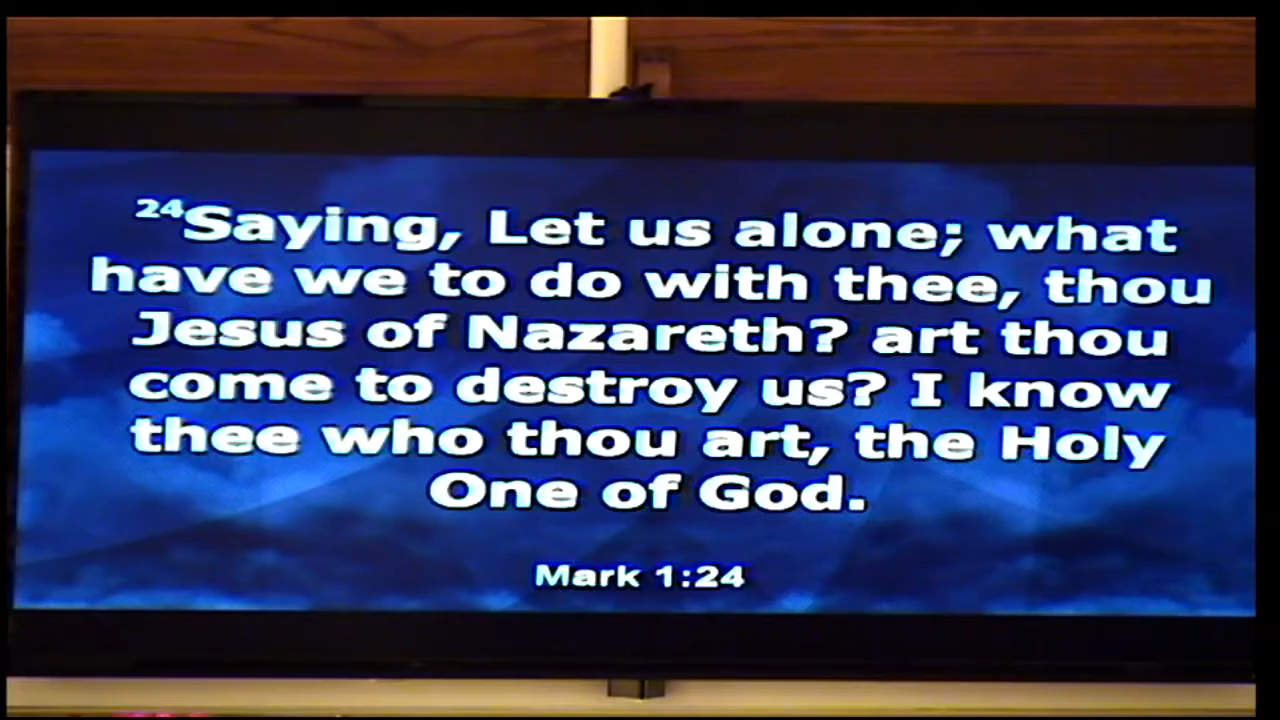 24Saying, Let us alone; what
have we to do with thee, thou
Jesus of Nazareth? art thou
come to destroy us? I know
thee who thou art, the Holy
One of God.
Mark 1:24